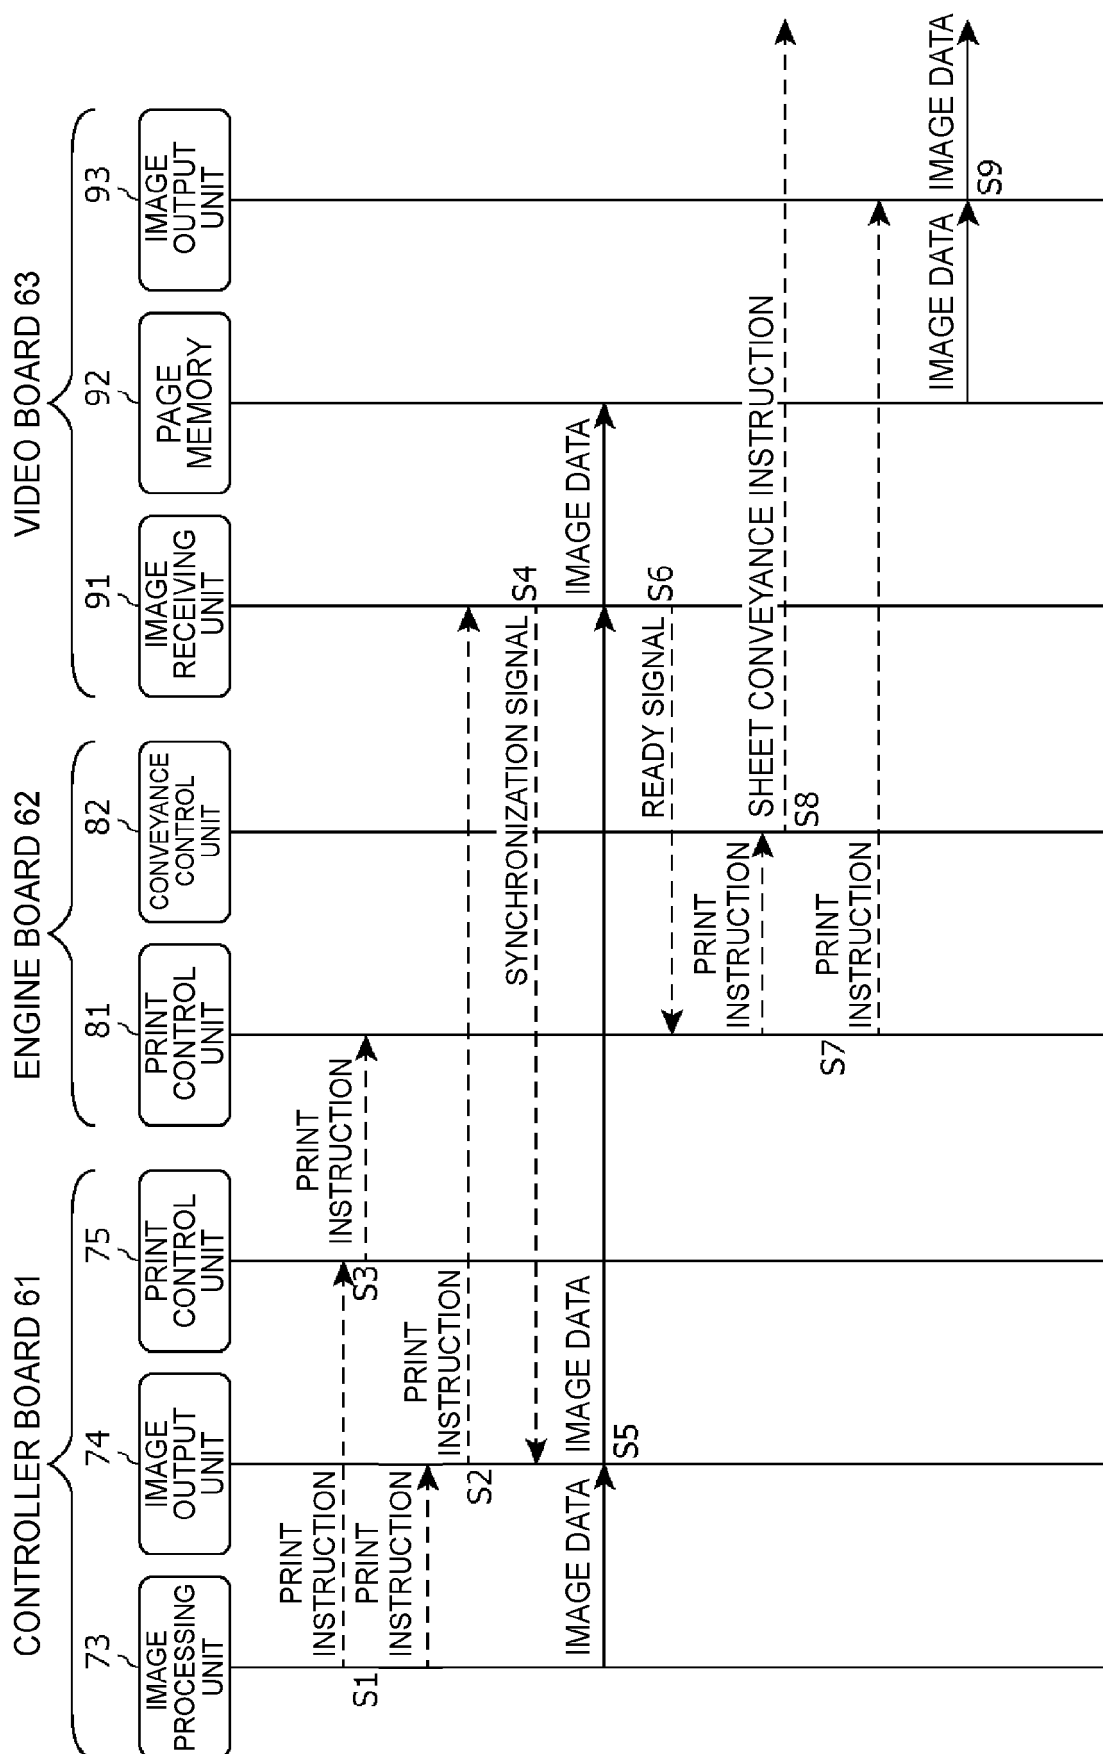 CONTROLLER BOARD 61
ENGINE BOARD 62
VIDEO BOARD 63
73
74
75
81
82
91
92
93
IMAGE
PROCESSING
UNIT
IMAGE
OUTPUT
UNIT
PRINT
CONTROL
UNIT
PRINT
CONTROL
UNIT
CONVEYANCE
CONTROL
UNIT
IMAGE
RECEIVING
UNIT
PAGE
MEMORY
IMAGE
OUTPUT
UNIT
PRINT
INSTRUCTION
S1
PRINT
INSTRUCTION
PRINT
INSTRUCTION
S3
PRINT
INSTRUCTION
S2
SYNCHRONIZATION SIGNAL
S4
IMAGE DATA
IMAGE DATA
IMAGE DATA
S5
READY SIGNAL
S6
PRINT
INSTRUCTION
SHEET CONVEYANCE INSTRUCTION
S8
S7
PRINT
INSTRUCTION
IMAGE DATA
IMAGE DATA
S9